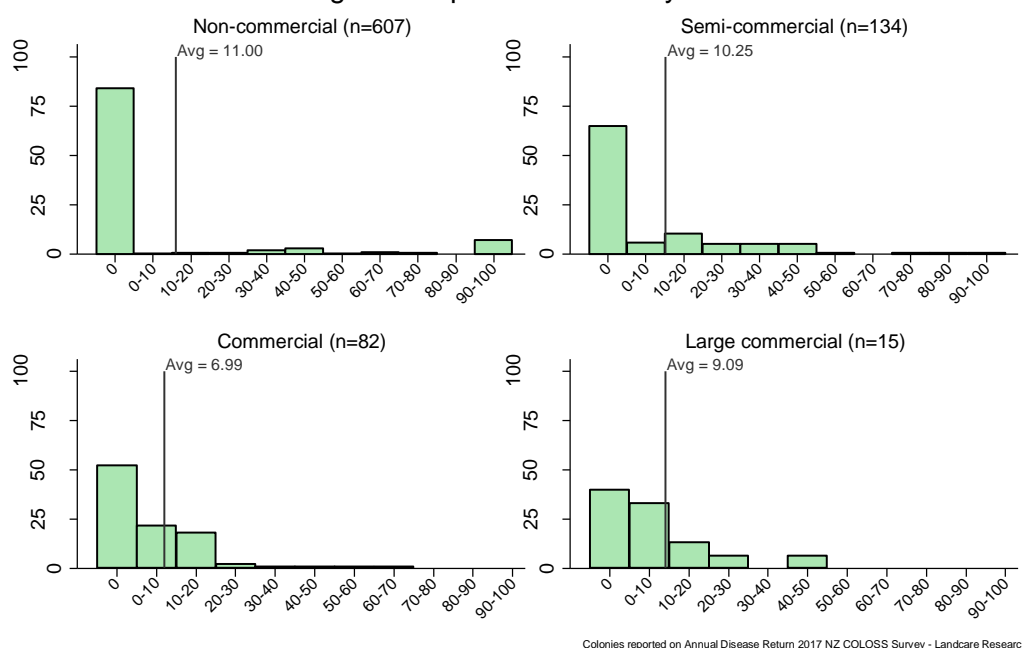 Non-commercial (n=607)
Avg = 11.00
100
75
50
25
0
0 0-10 10-20 20-30 30-40 40-50 50-60 60-70 70-80 80-90 90-100
Semi-commercial (n=134)
Avg = 10.25
100
75
50
25
0
0 0-10 10-20 20-30 30-40 40-50 50-60 60-70 70-80 80-90 90-100
Commercial (n=82)
Avg = 6.99
100
75
50
25
0
0 0-10 10-20 20-30 30-40 40-50 50-60 60-70 70-80 80-90 90-100
Large commercial (n=15)
Avg = 9.09
100
75
50
25
0
0 0-10 10-20 20-30 30-40 40-50 50-60 60-70 70-80 80-90 90-100
Colonies reported on Annual Disease Return 2017 NZ COLOSS Survey - Landcare Researc